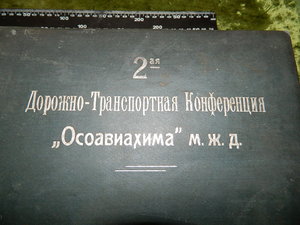 2ая
Дорожно-Транспортная Конференция
„Осоавиахима" м. ж. д.